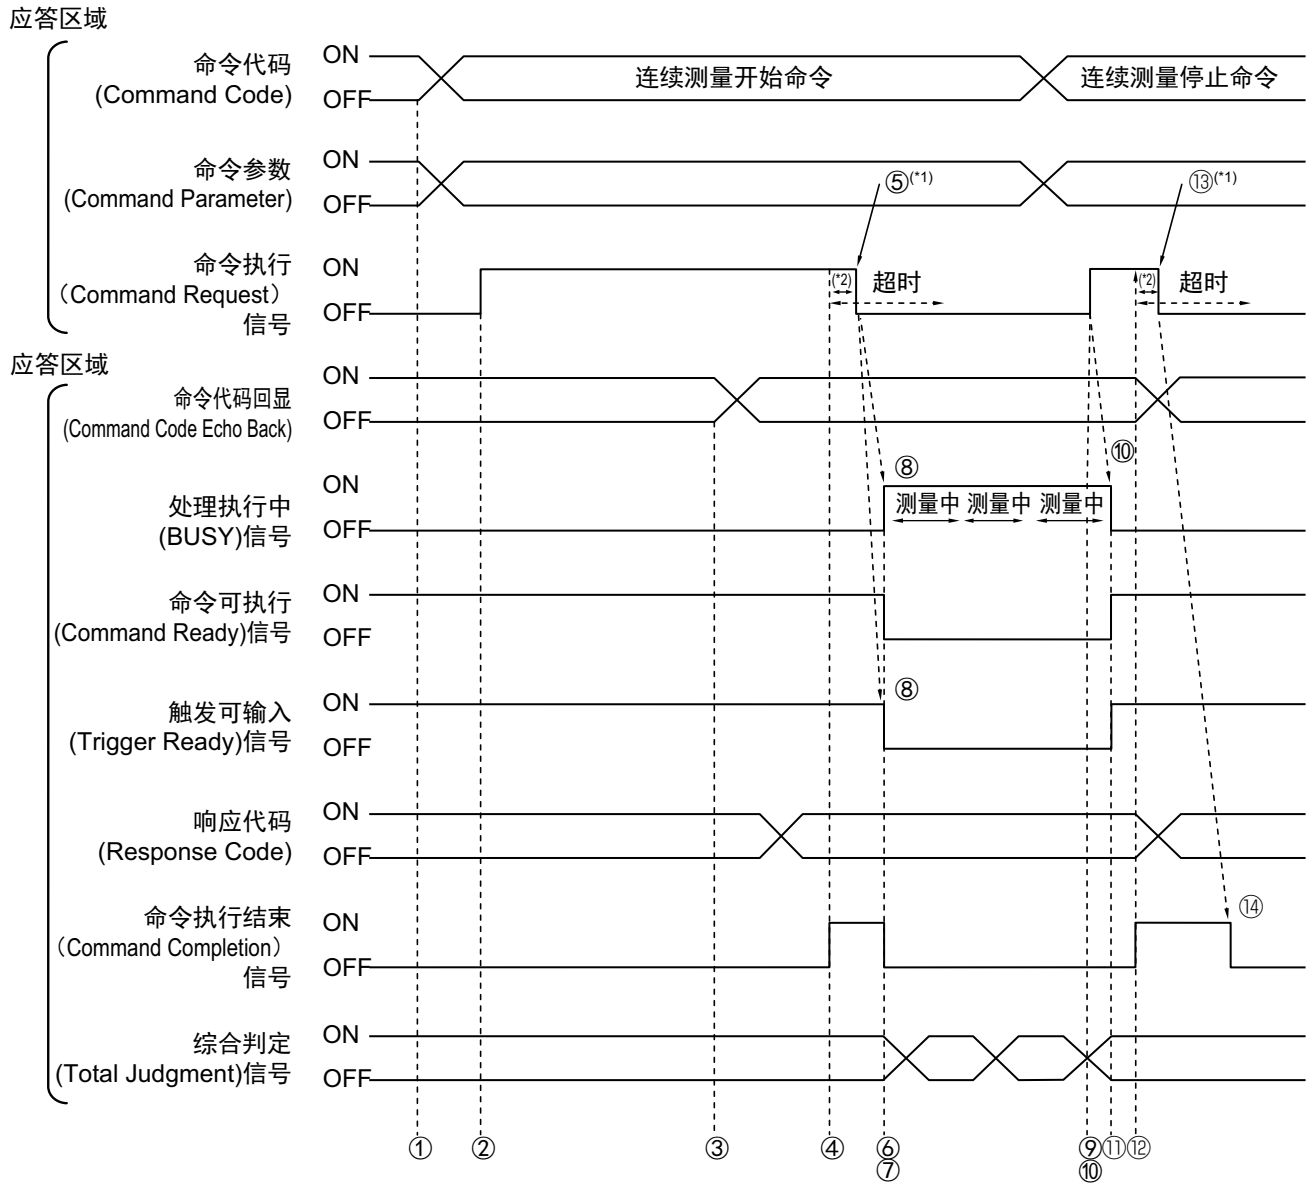 应答区域
命令代码
(Command Code)
ON
OFF
连续测量开始命令
连续测量停止命令
命令参数
(Command Parameter)
ON
OFF
⑤(*1)
⑬(*1)
命令执行
（Command Request）
信号
ON
OFF
(*2)
超时
(*2)
超时
应答区域
命令代码回显
(Command Code Echo Back)
ON
OFF
处理执行中
(BUSY)信号
ON
OFF
⑧
⑩
测量中
测量中
测量中
命令可执行
(Command Ready)信号
ON
OFF
触发可输入
(Trigger Ready)信号
ON
OFF
⑧
响应代码
(Response Code)
ON
OFF
命令执行结束
（Command Completion）
信号
ON
OFF
⑭
综合判定
(Total Judgment)信号
ON
OFF
① ② ③ ④ ⑥ ⑨ ⑪ ⑫
⑦ ⑩